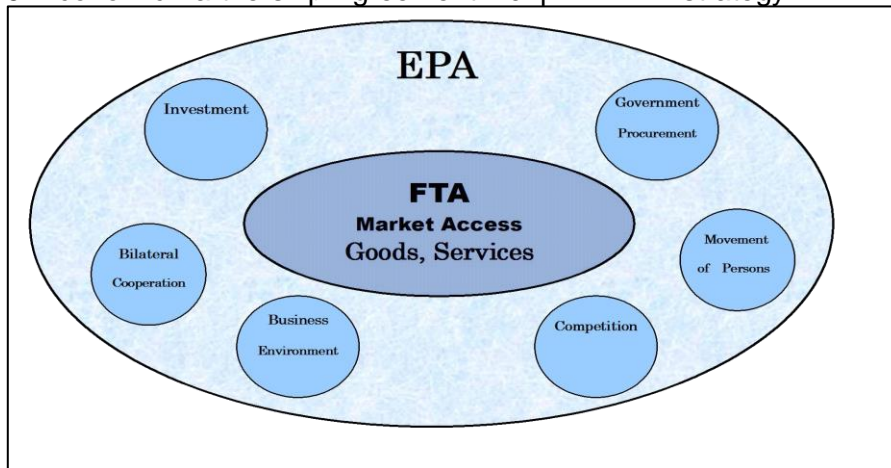 EPA
Investment
Government
Procurement
FTA
Market Access
Goods, Services
Bilateral
Cooperation
Movement
of Persons
Business
Environment
Competition